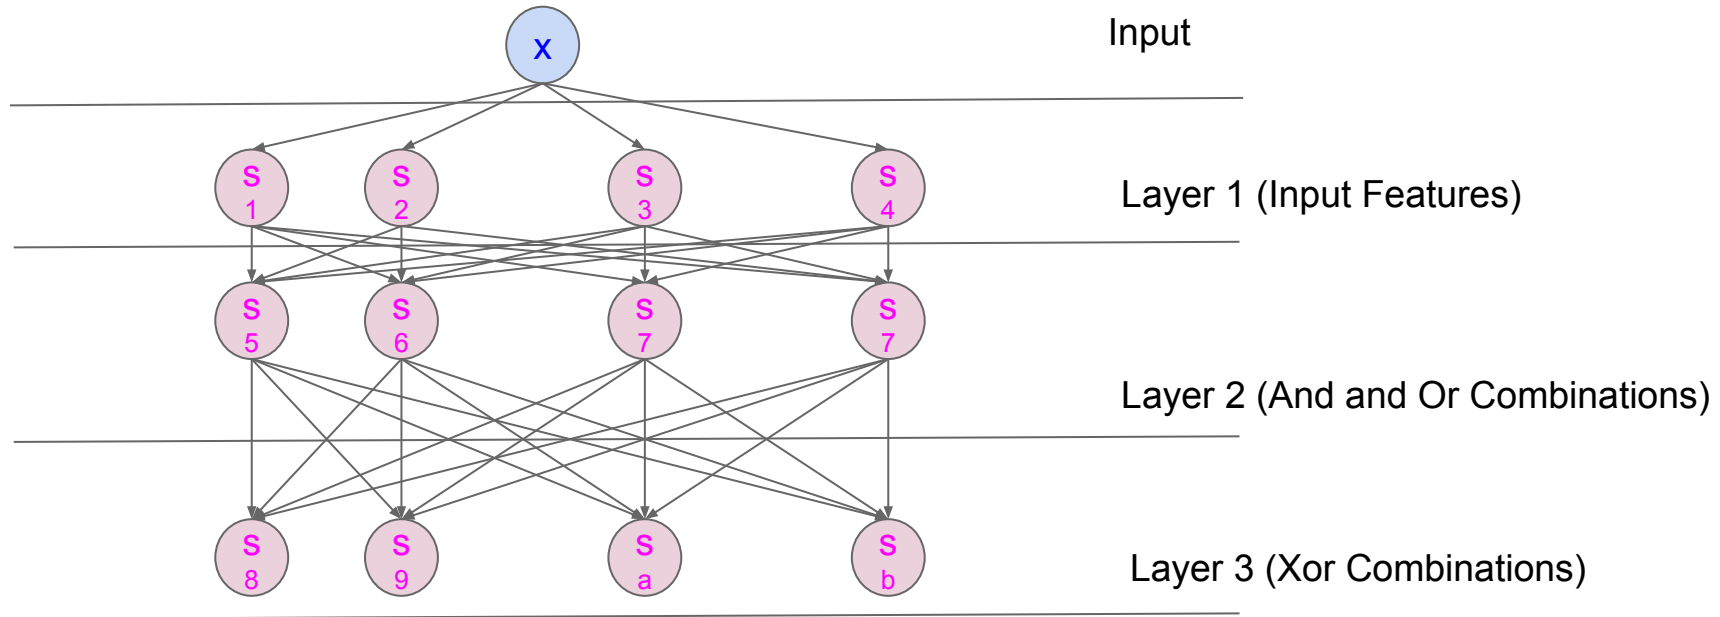 x
Input
S
1
S
2
S
3
S
4
Layer 1 (Input Features)
S
5
S
6
S
7
S
7
Layer 2 (And and Or Combinations)
S
8
S
9
S
a
S
b
Layer 3 (Xor Combinations)